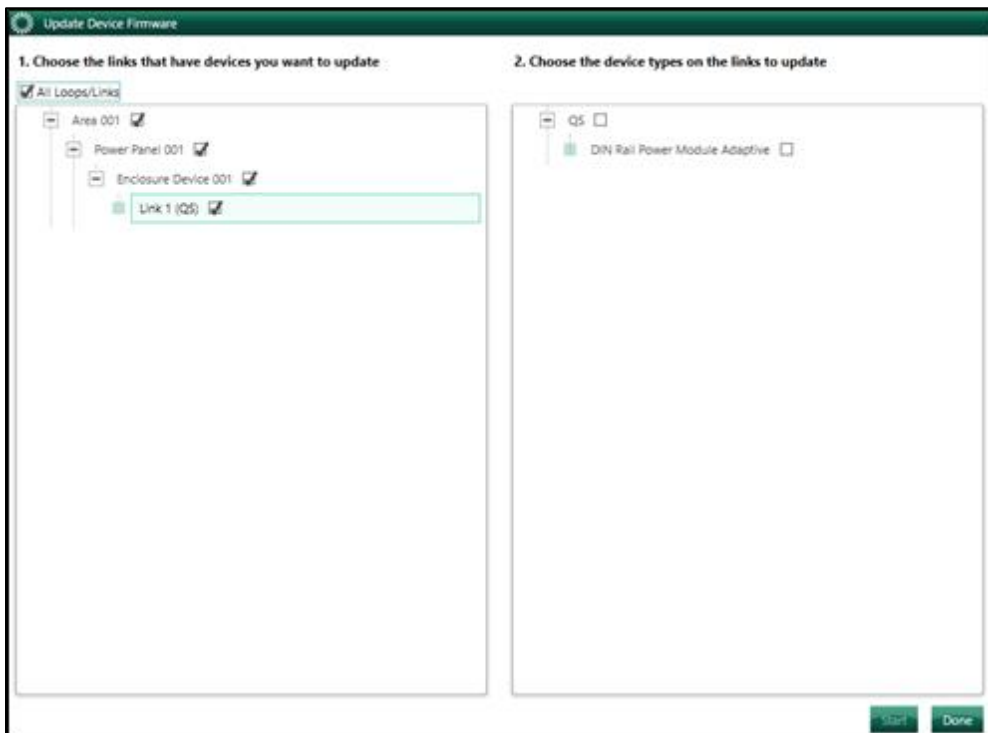 Update Device Firmware
1. Choose the links that have devices you want to update
All Loops/Links
Area 001
Power Panel 001
Enclosure Device 001
Link 1 (QS)
2. Choose the device types on the links to update
QS
DIN Rail Power Module Adaptive
Start Done